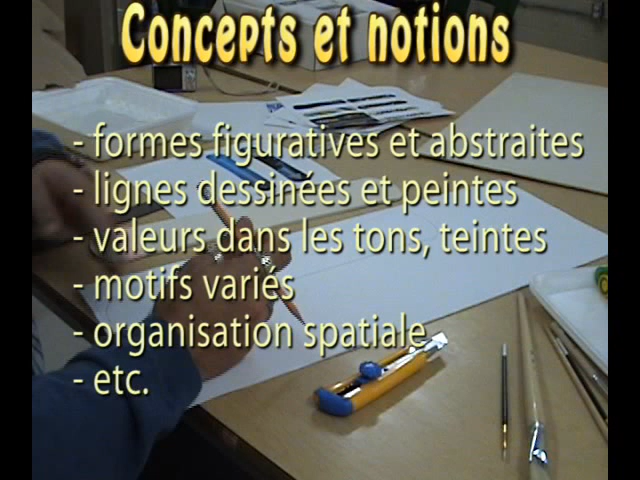 Concepts et notions
- formes figuratives et abstraites
- lignes dessinées et peintes
- valeurs dans les tons, teintes
- motifs variés
- organisation spatiale
- etc.